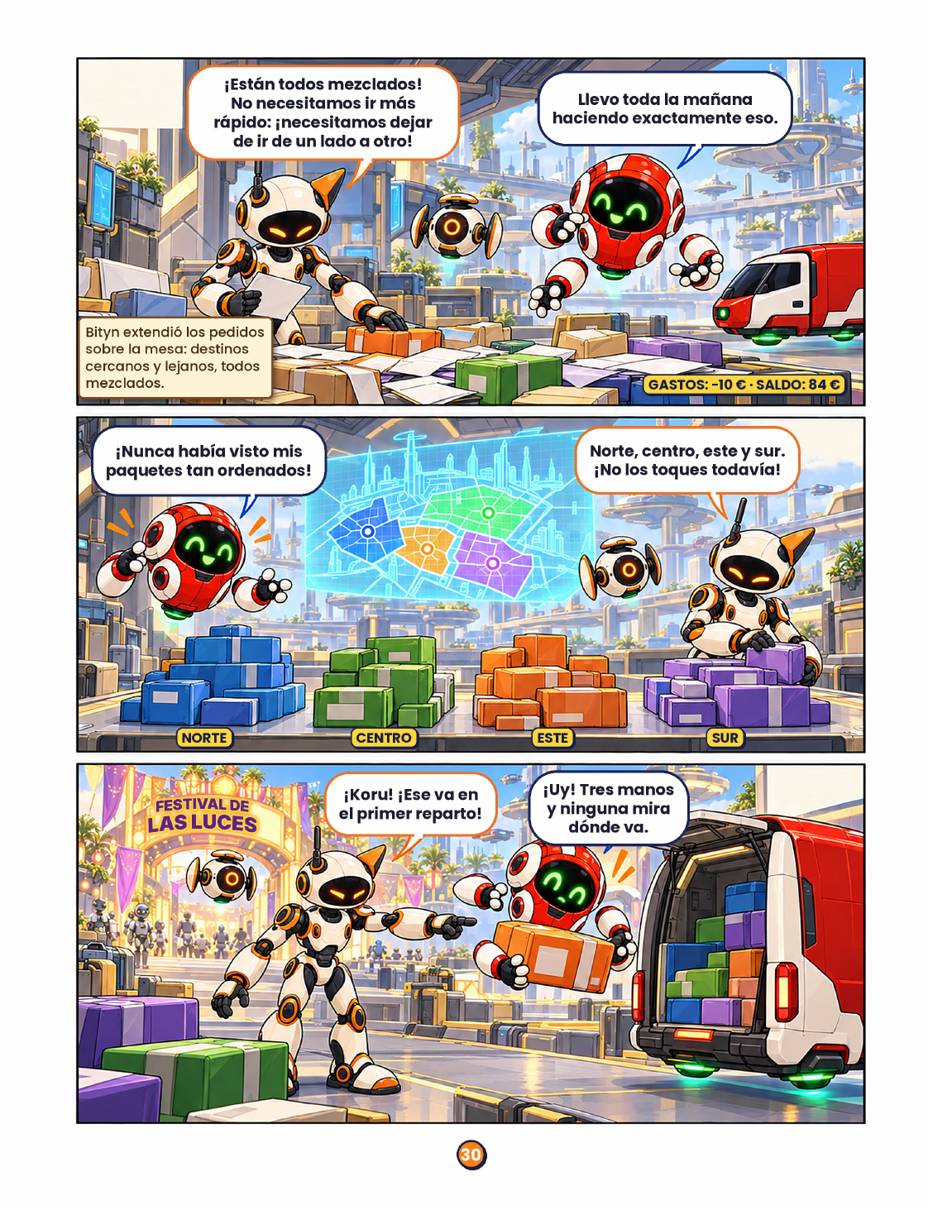 ¡Están todos mezclados!
No necesitamos ir más
rápido: ¡necesitamos dejar
de ir de un lado a otro!
Llevo toda la mañana
haciendo exactamente eso.
Bityn extendió los pedidos
sobre la mesa: destinos
cercanos y lejanos, todos
mezclados.
GASTOS: -10 € · SALDO: 84 €
¡Nunca había visto mis
paquetes tan ordenados!
Norte, centro, este y sur.
¡No los toques todavía!
NORTE
CENTRO
ESTE
SUR
FESTIVAL DE
LAS LUCES
¡Koru! ¡Ese va en
el primer reparto!
¡Uy! Tres manos
y ninguna mira
dónde va.
30